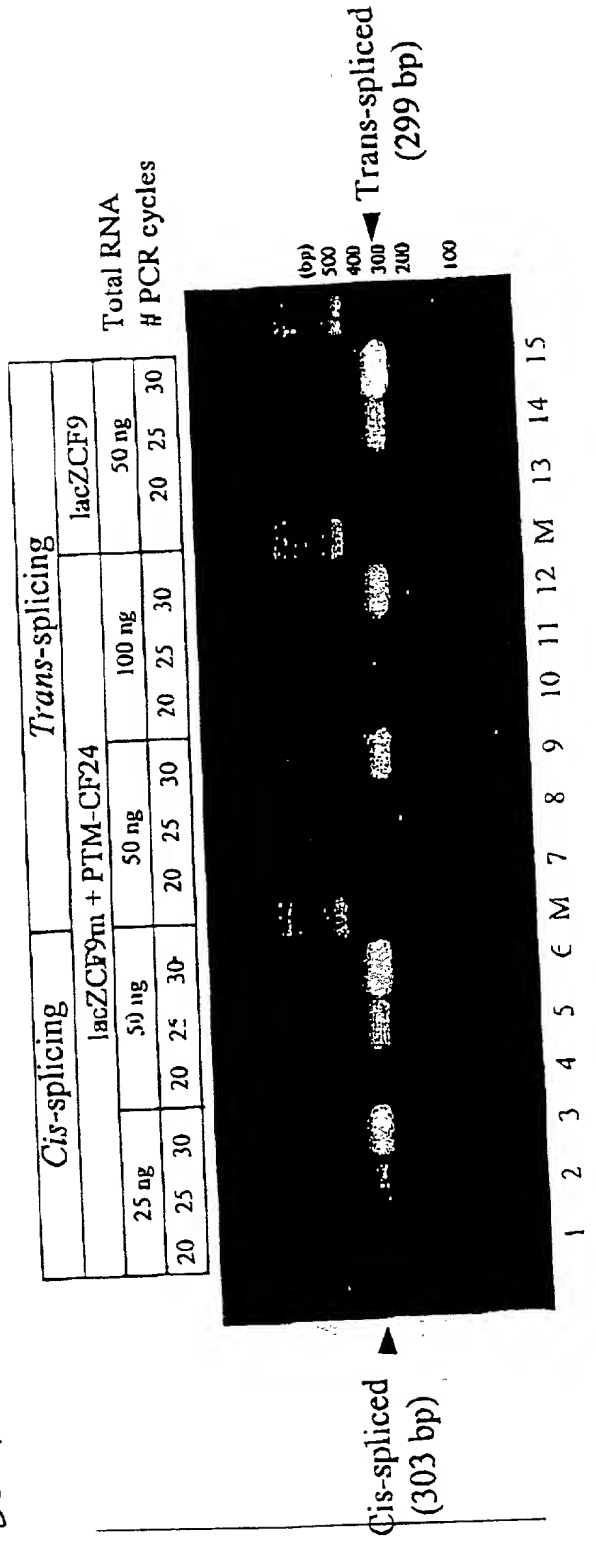 Cis-splicing Trans-splicing
lacZCF9m + PTM-CF24 lacZCF9
25 ng 50 ng 50 ng 100 ng 50 ng Total RNA
20 25 30 20 25 30 20 25 30 20 25 30 20 25 30 # PCR cycles
(bp)
500
400
300
200
100
Cis-spliced
(303 bp)
Trans-spliced
(299 bp)
1 2 3 4 5 6 M 7 8 9 10 11 12 M 13 14 15